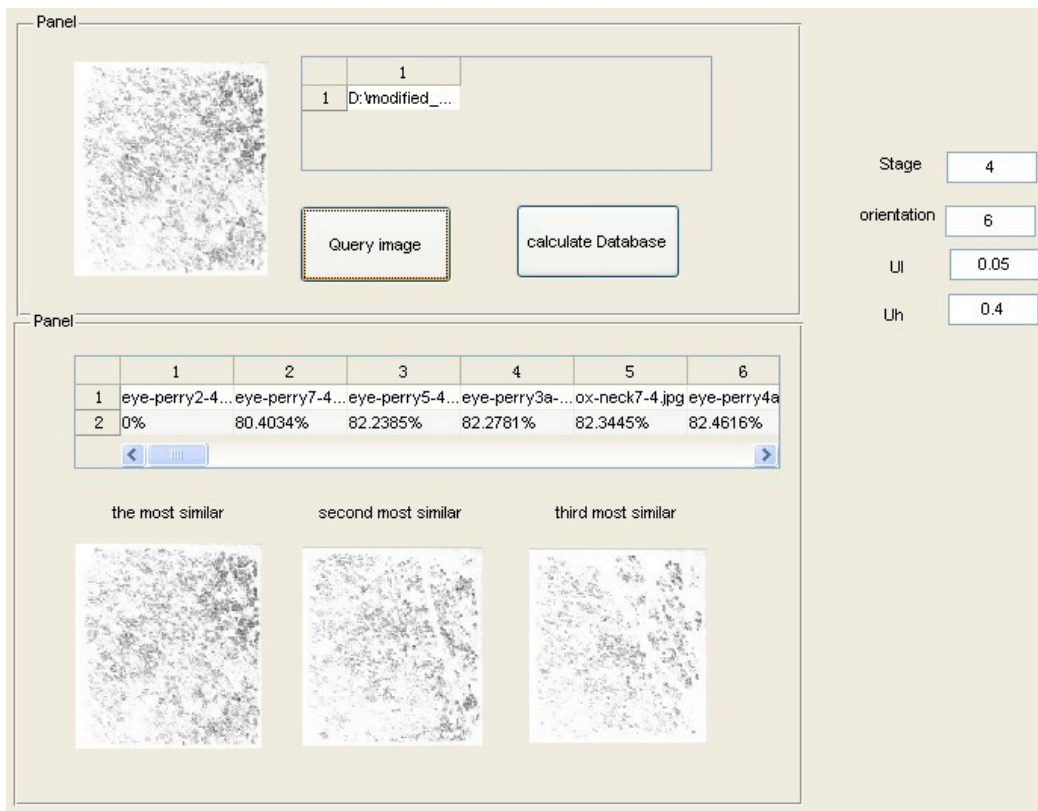 Panel
1
1 D:\modified_...
Query image
calculate Database
Stage 4
orientation 6
Ul 0.05
Uh 0.4
Panel
1 2 3 4 5 6
1 eye-perry2-4... eye-perry7-4... eye-perry5-4... eye-perry3a-... ox-neck7-4.jpg eye-perry4a
2 0% 80.4034% 82.2385% 82.2781% 82.3445% 82.4616%
the most similar
second most similar
third most similar